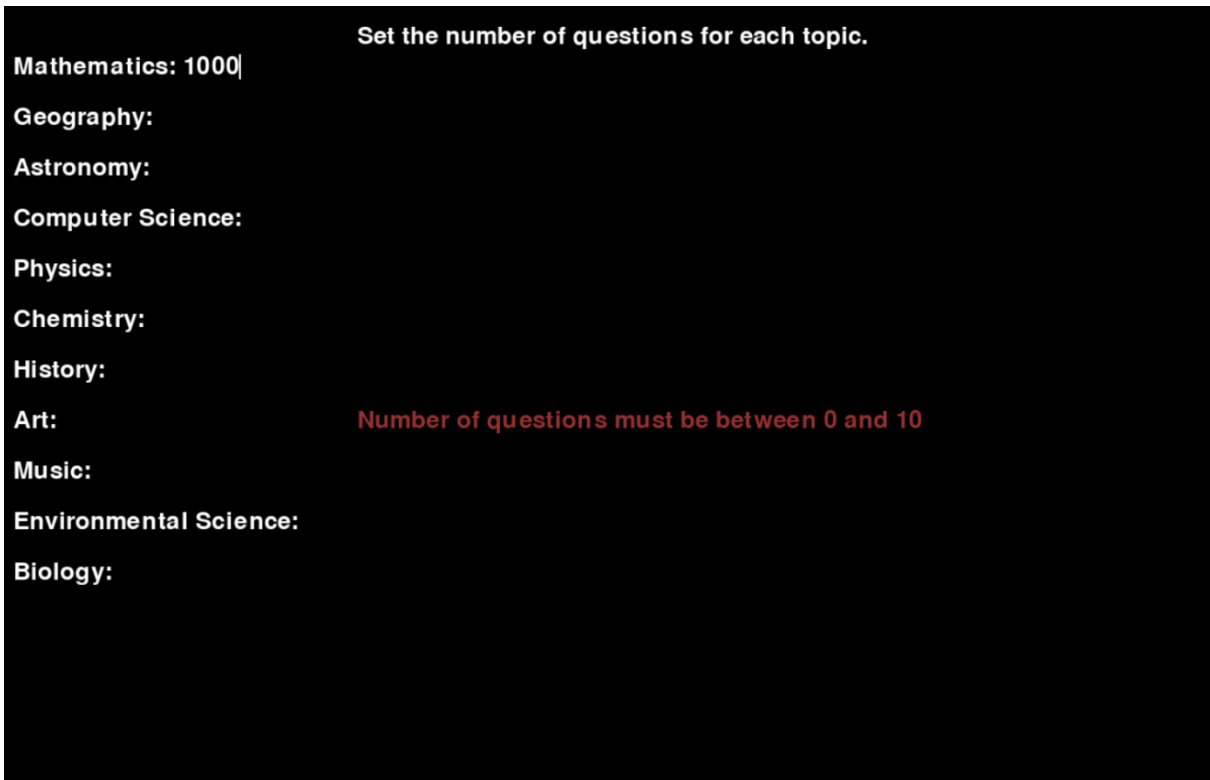 Set the number of questions for each topic.
Mathematics: 1000
Geography:
Astronomy:
Computer Science:
Physics:
Chemistry:
History:
Art:
Number of questions must be between 0 and 10
Music:
Environmental Science:
Biology: